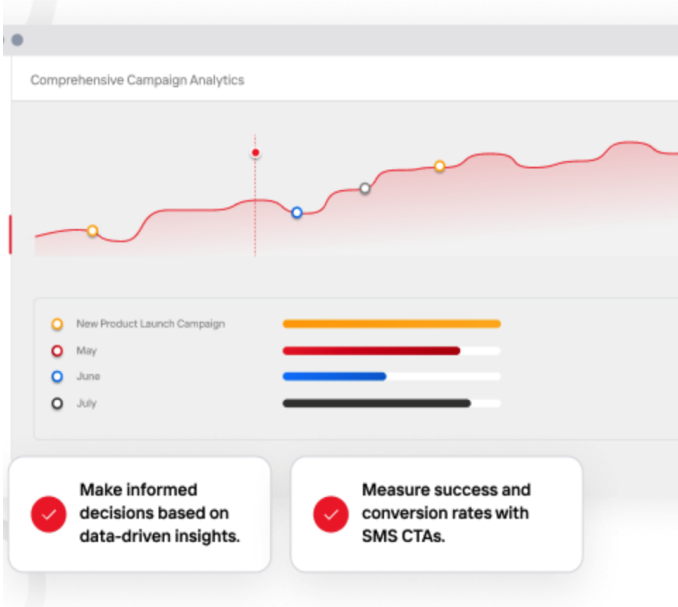 Comprehensive Campaign Analytics
New Product Launch Campaign
May
June
July
Make informed
decisions based on
data-driven insights.
Measure success and
conversion rates with
SMS CTAs.